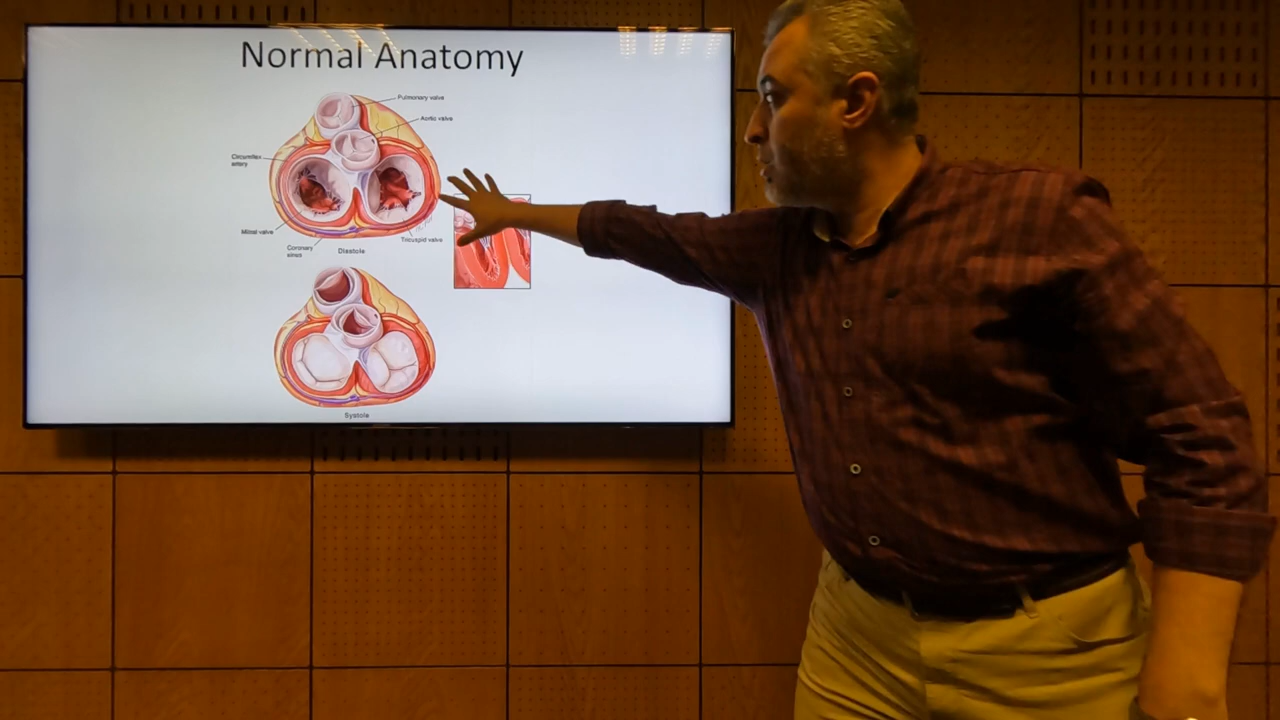 Normal Anatomy
Pulmonary valve
Aortic valve
Circumflex
artery
Mitral valve
Coronary
sinus
Diastole
Tricuspid valve
Systole